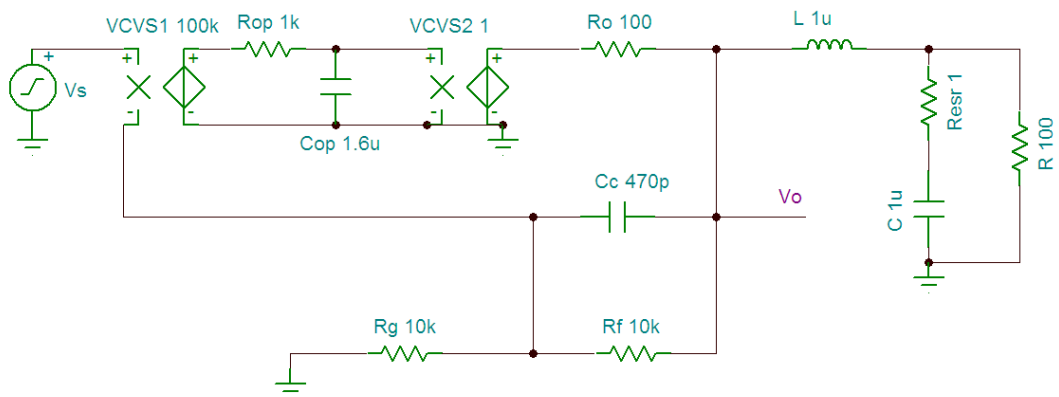 VCVS1 100k
Rop 1k
VCVS2 1
Ro 100
L 1u
+
+
+
+
+
Vs
-
-
-
-
Cop 1.6u
Resr 1
R 100
Cc 470p
Vo
C 1u
Rg 10k
Rf 10k